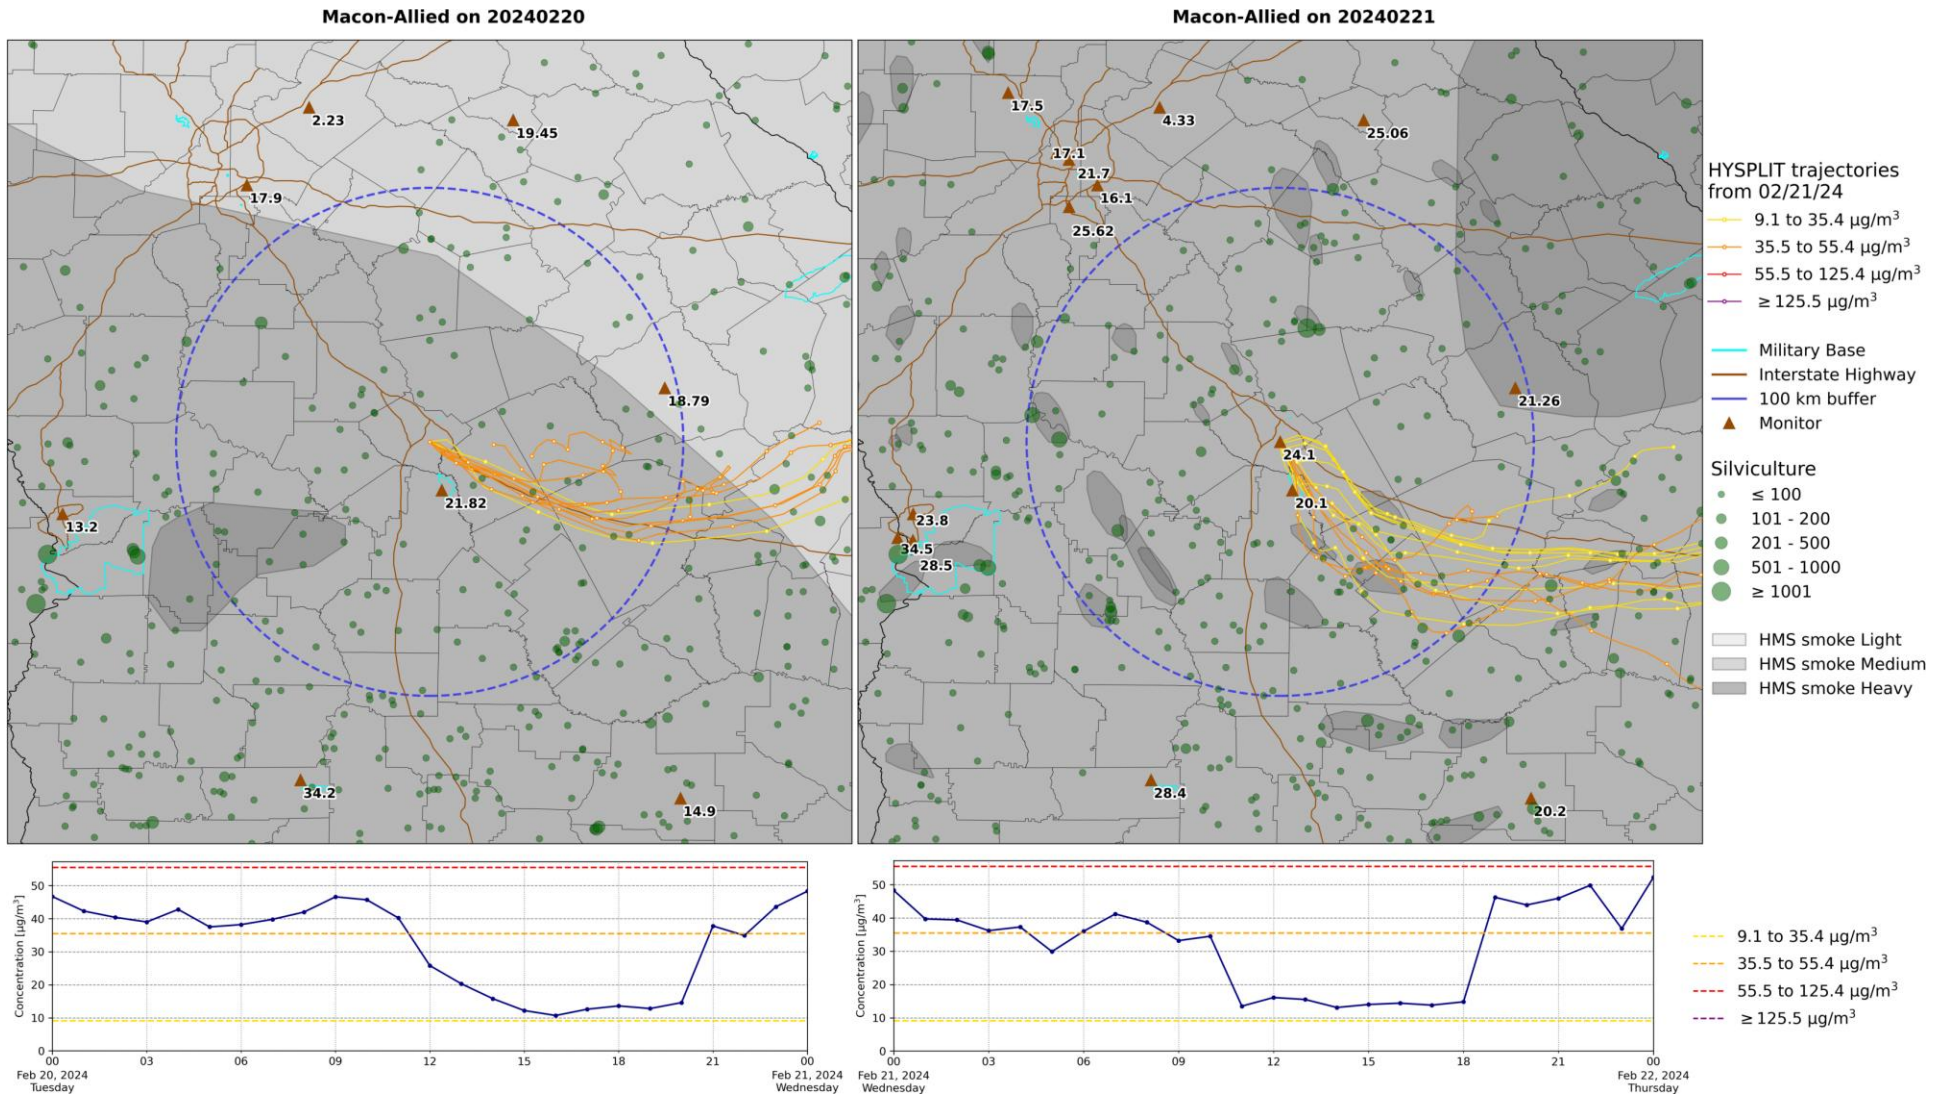 Macon-Allied on 20240220
Macon-Allied on 20240221
2.23
19.45
17.9
18.79
21.82
13.2
34.2
14.9
17.5
4.33
25.06
17.1
21.7
16.1
25.62
21.26
24.1
20.1
23.8
34.5
28.5
28.4
20.2
HYSPLIT trajectories
from 02/21/24
9.1 to 35.4 µg/m³
35.5 to 55.4 µg/m³
55.5 to 125.4 µg/m³
≥ 125.5 µg/m³
Military Base
Interstate Highway
100 km buffer
Monitor
Silviculture
≤ 100
101 - 200
201 - 500
501 - 1000
≥ 1001
HMS smoke Light
HMS smoke Medium
HMS smoke Heavy
Concentration [µg/m³]
50
40
30
20
10
0
00 03 06 09 12 15 18 21 00
Feb 20, 2024 Feb 21, 2024
Tuesday Wednesday
Concentration [µg/m³]
50
40
30
20
10
0
00 03 06 09 12 15 18 21 00
Feb 21, 2024 Feb 22, 2024
Wednesday Thursday
9.1 to 35.4 µg/m³
35.5 to 55.4 µg/m³
55.5 to 125.4 µg/m³
≥ 125.5 µg/m³